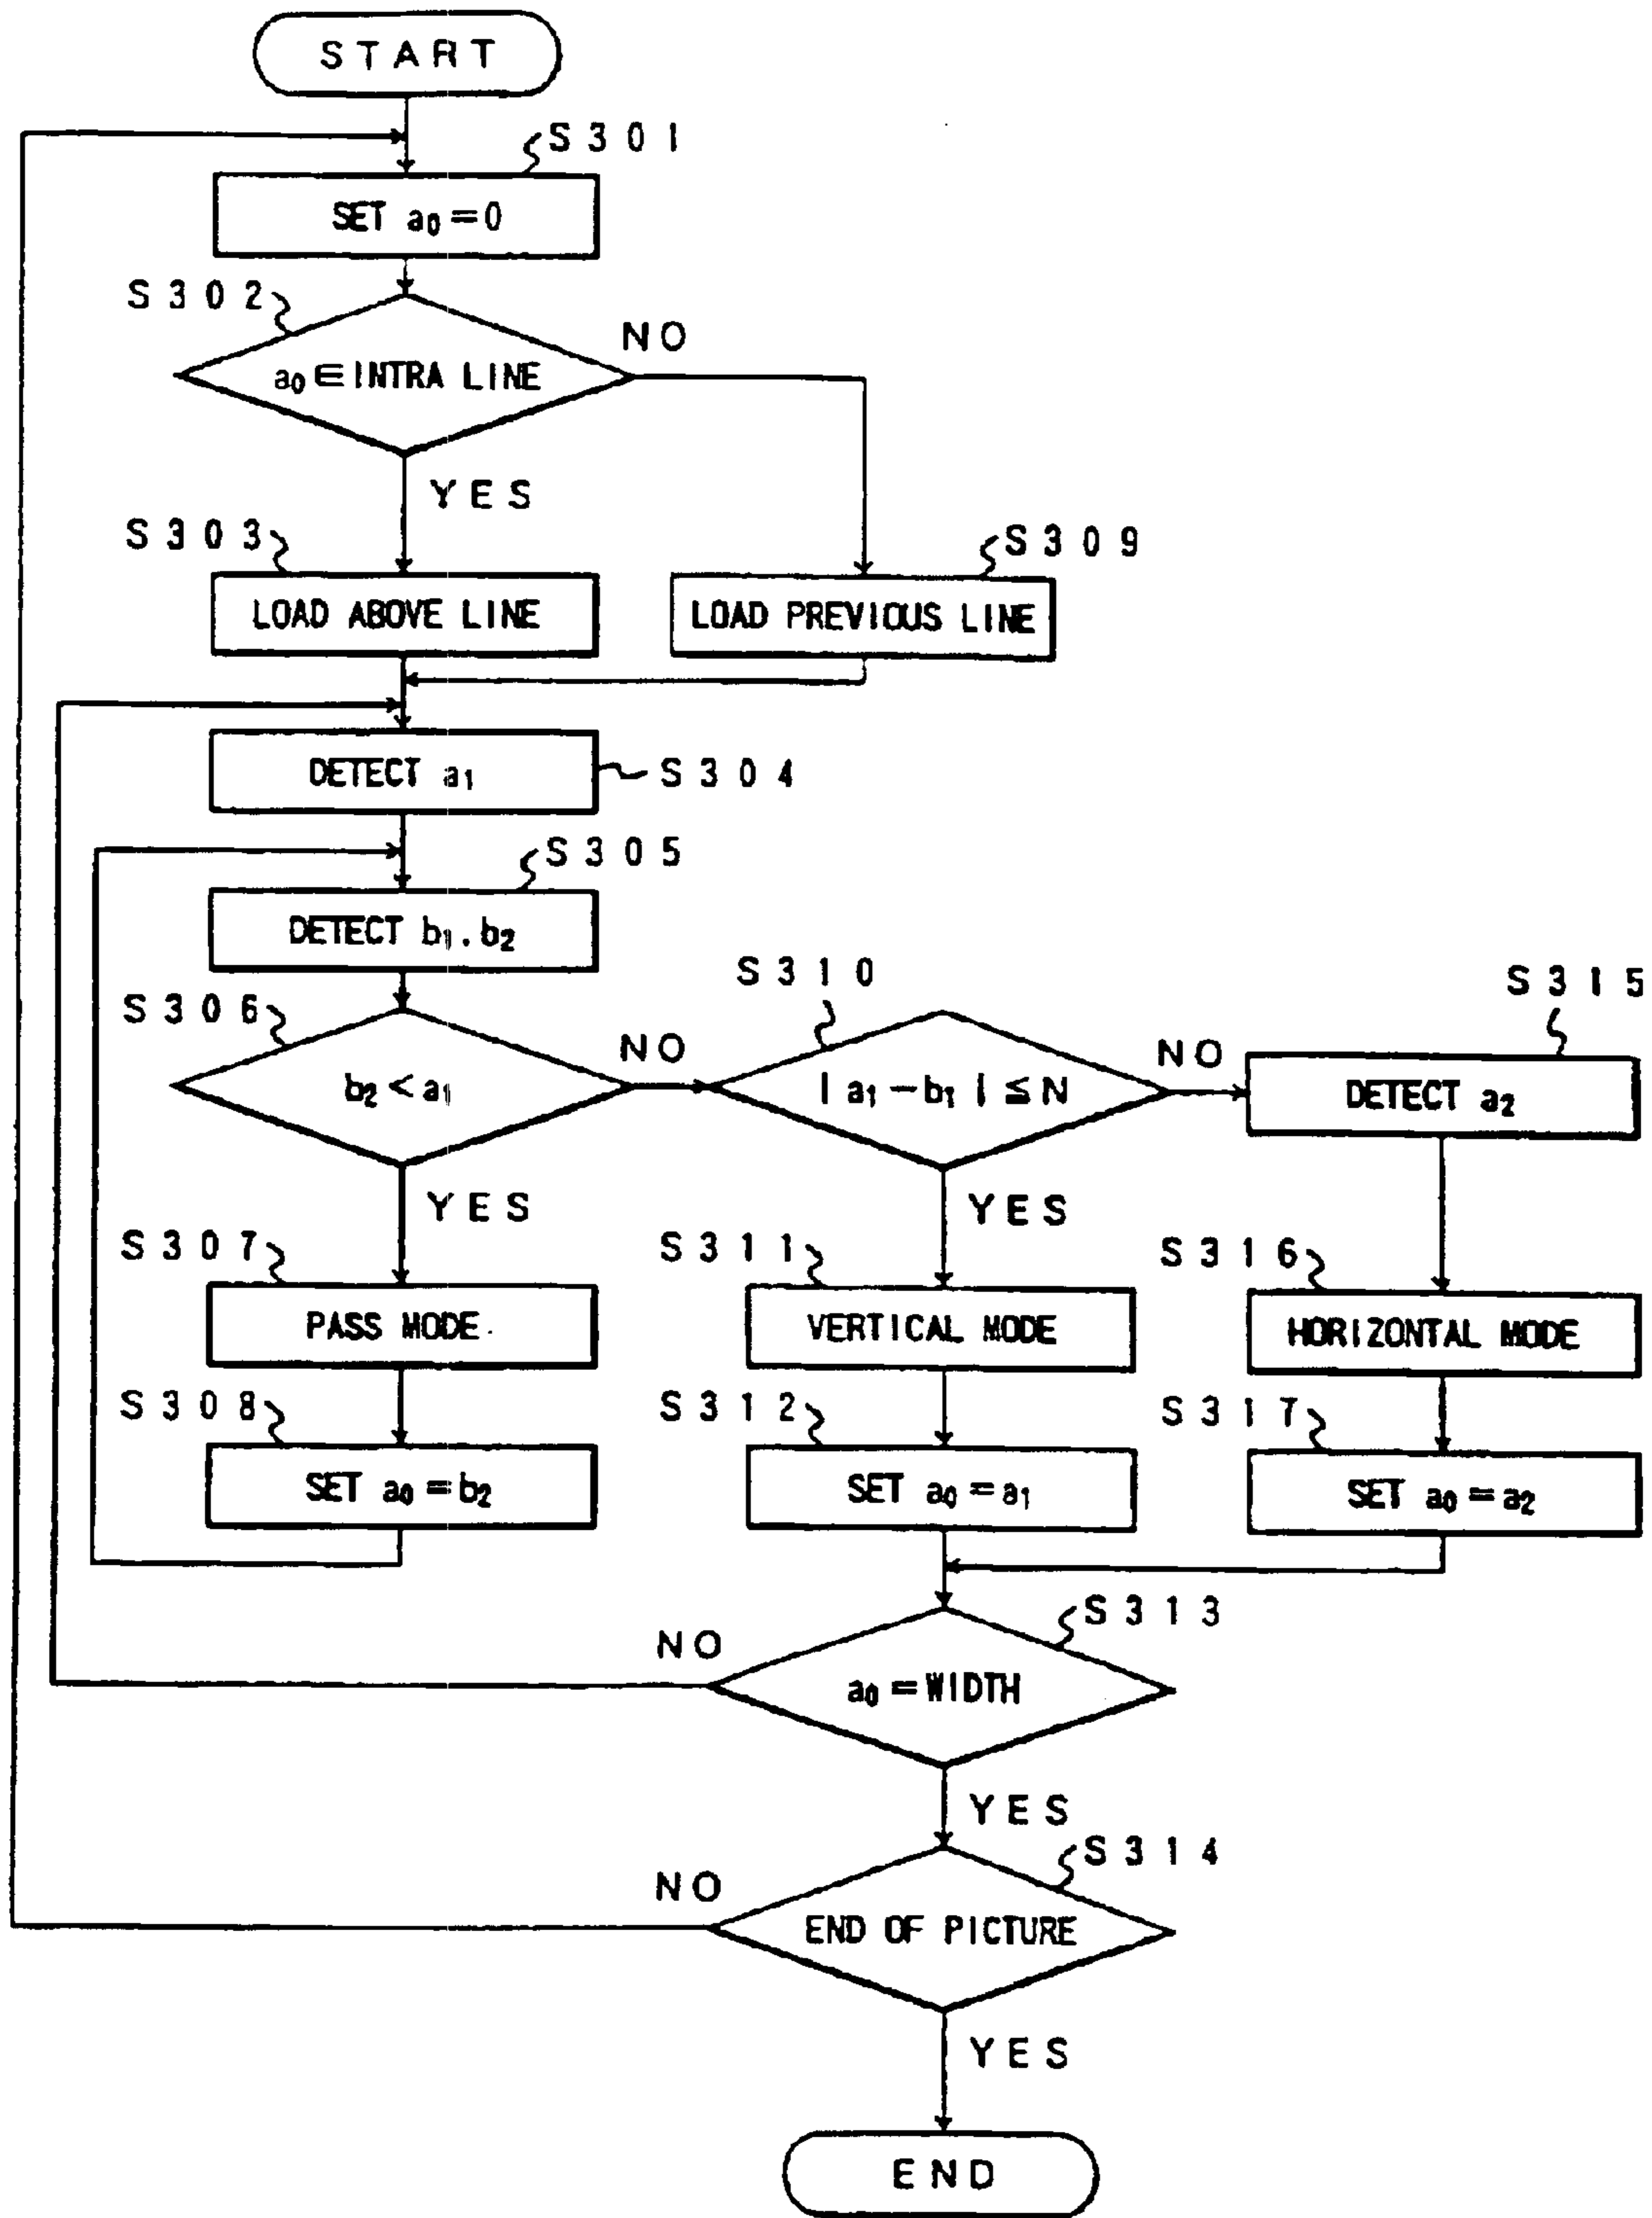 START
S301
SET a₀=0
S302
a₀∈INTRA LINE
NO
YES
S303
S309
LOAD ABOVE LINE
LOAD PREVIOUS LINE
DETECT a₁
S304
S305
DETECT b₁.b₂
S310
S315
S306
NO
NO
b₂<a₁
|a₁-b₁|≦N
DETECT a₂
YES
YES
S307
S311
S316
PASS MODE
VERTICAL MODE
HORIZONTAL MODE
S308
S312
S317
SET a₀=b₂
SET a₀=a₁
SET a₀=a₂
S313
NO
a₀=WIDTH
YES
S314
NO
END OF PICTURE
YES
END